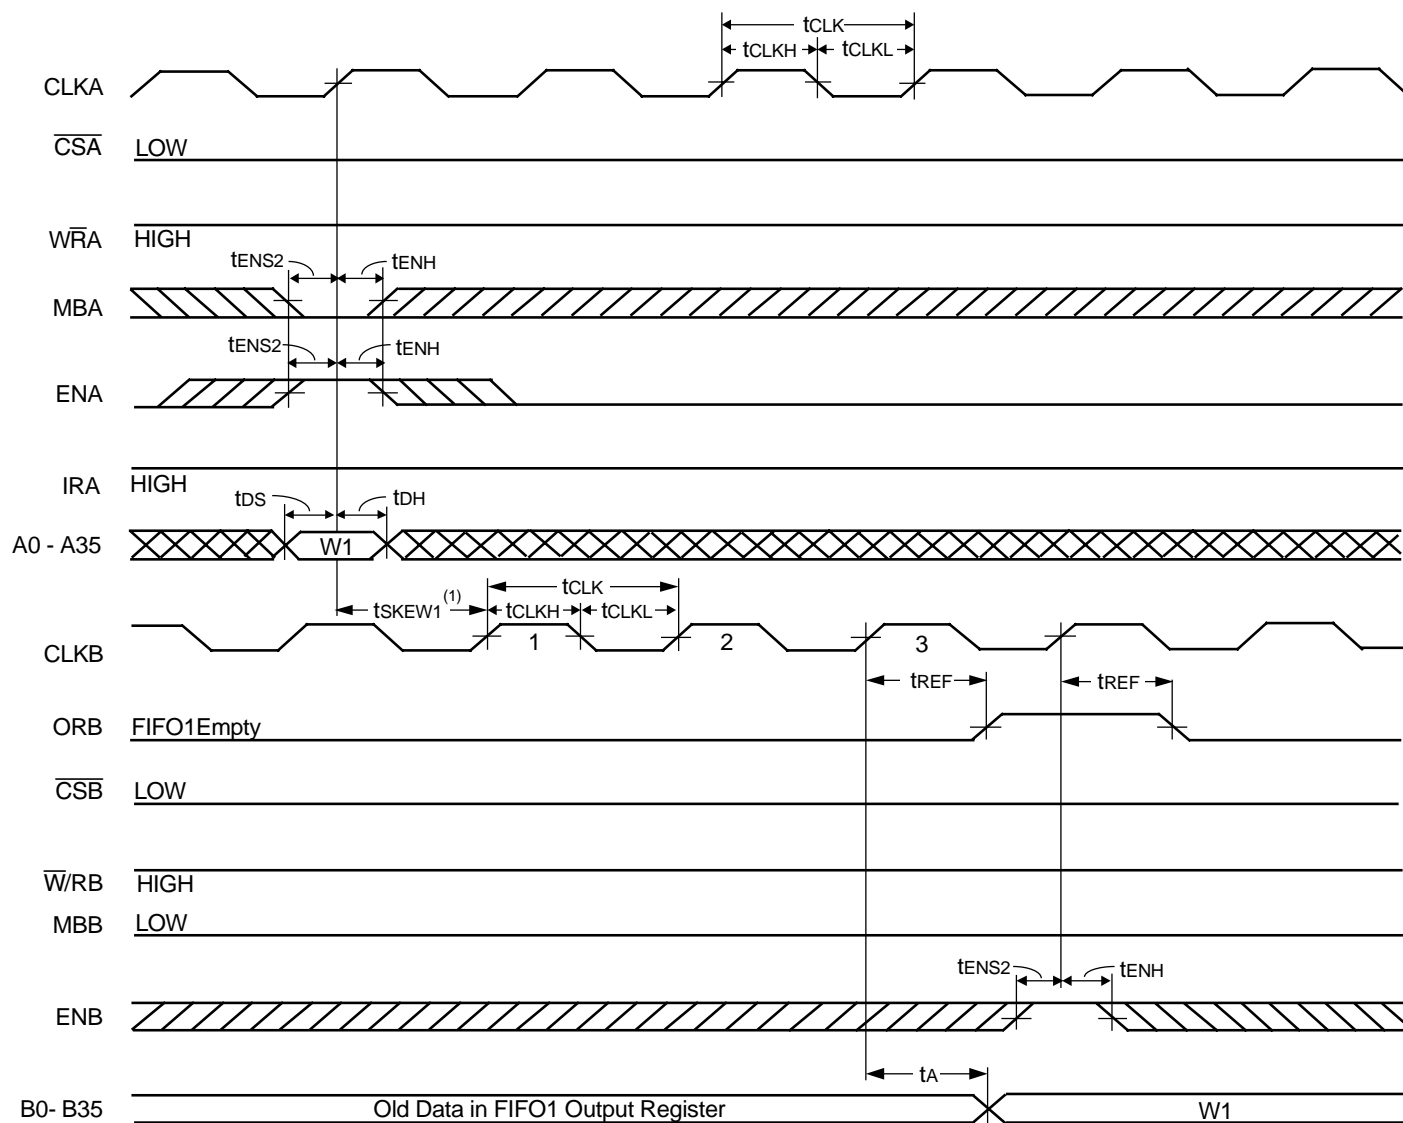 tCLK
tCLKH tCLKL
CLKA
CSA LOW
WRA HIGH
tENS2 tENH
MBA
tENS2 tENH
ENA
IRA HIGH
tDS tDH
A0 - A35 W1
tCLK
tSKEW1 (1) tCLKH tCLKL
CLKB 1 2 3
tREF tREF
ORB FIFO1Empty
CSB LOW
W/RB HIGH
MBB LOW
tENS2 tENH
ENB
tA
B0- B35 Old Data in FIFO1 Output Register W1